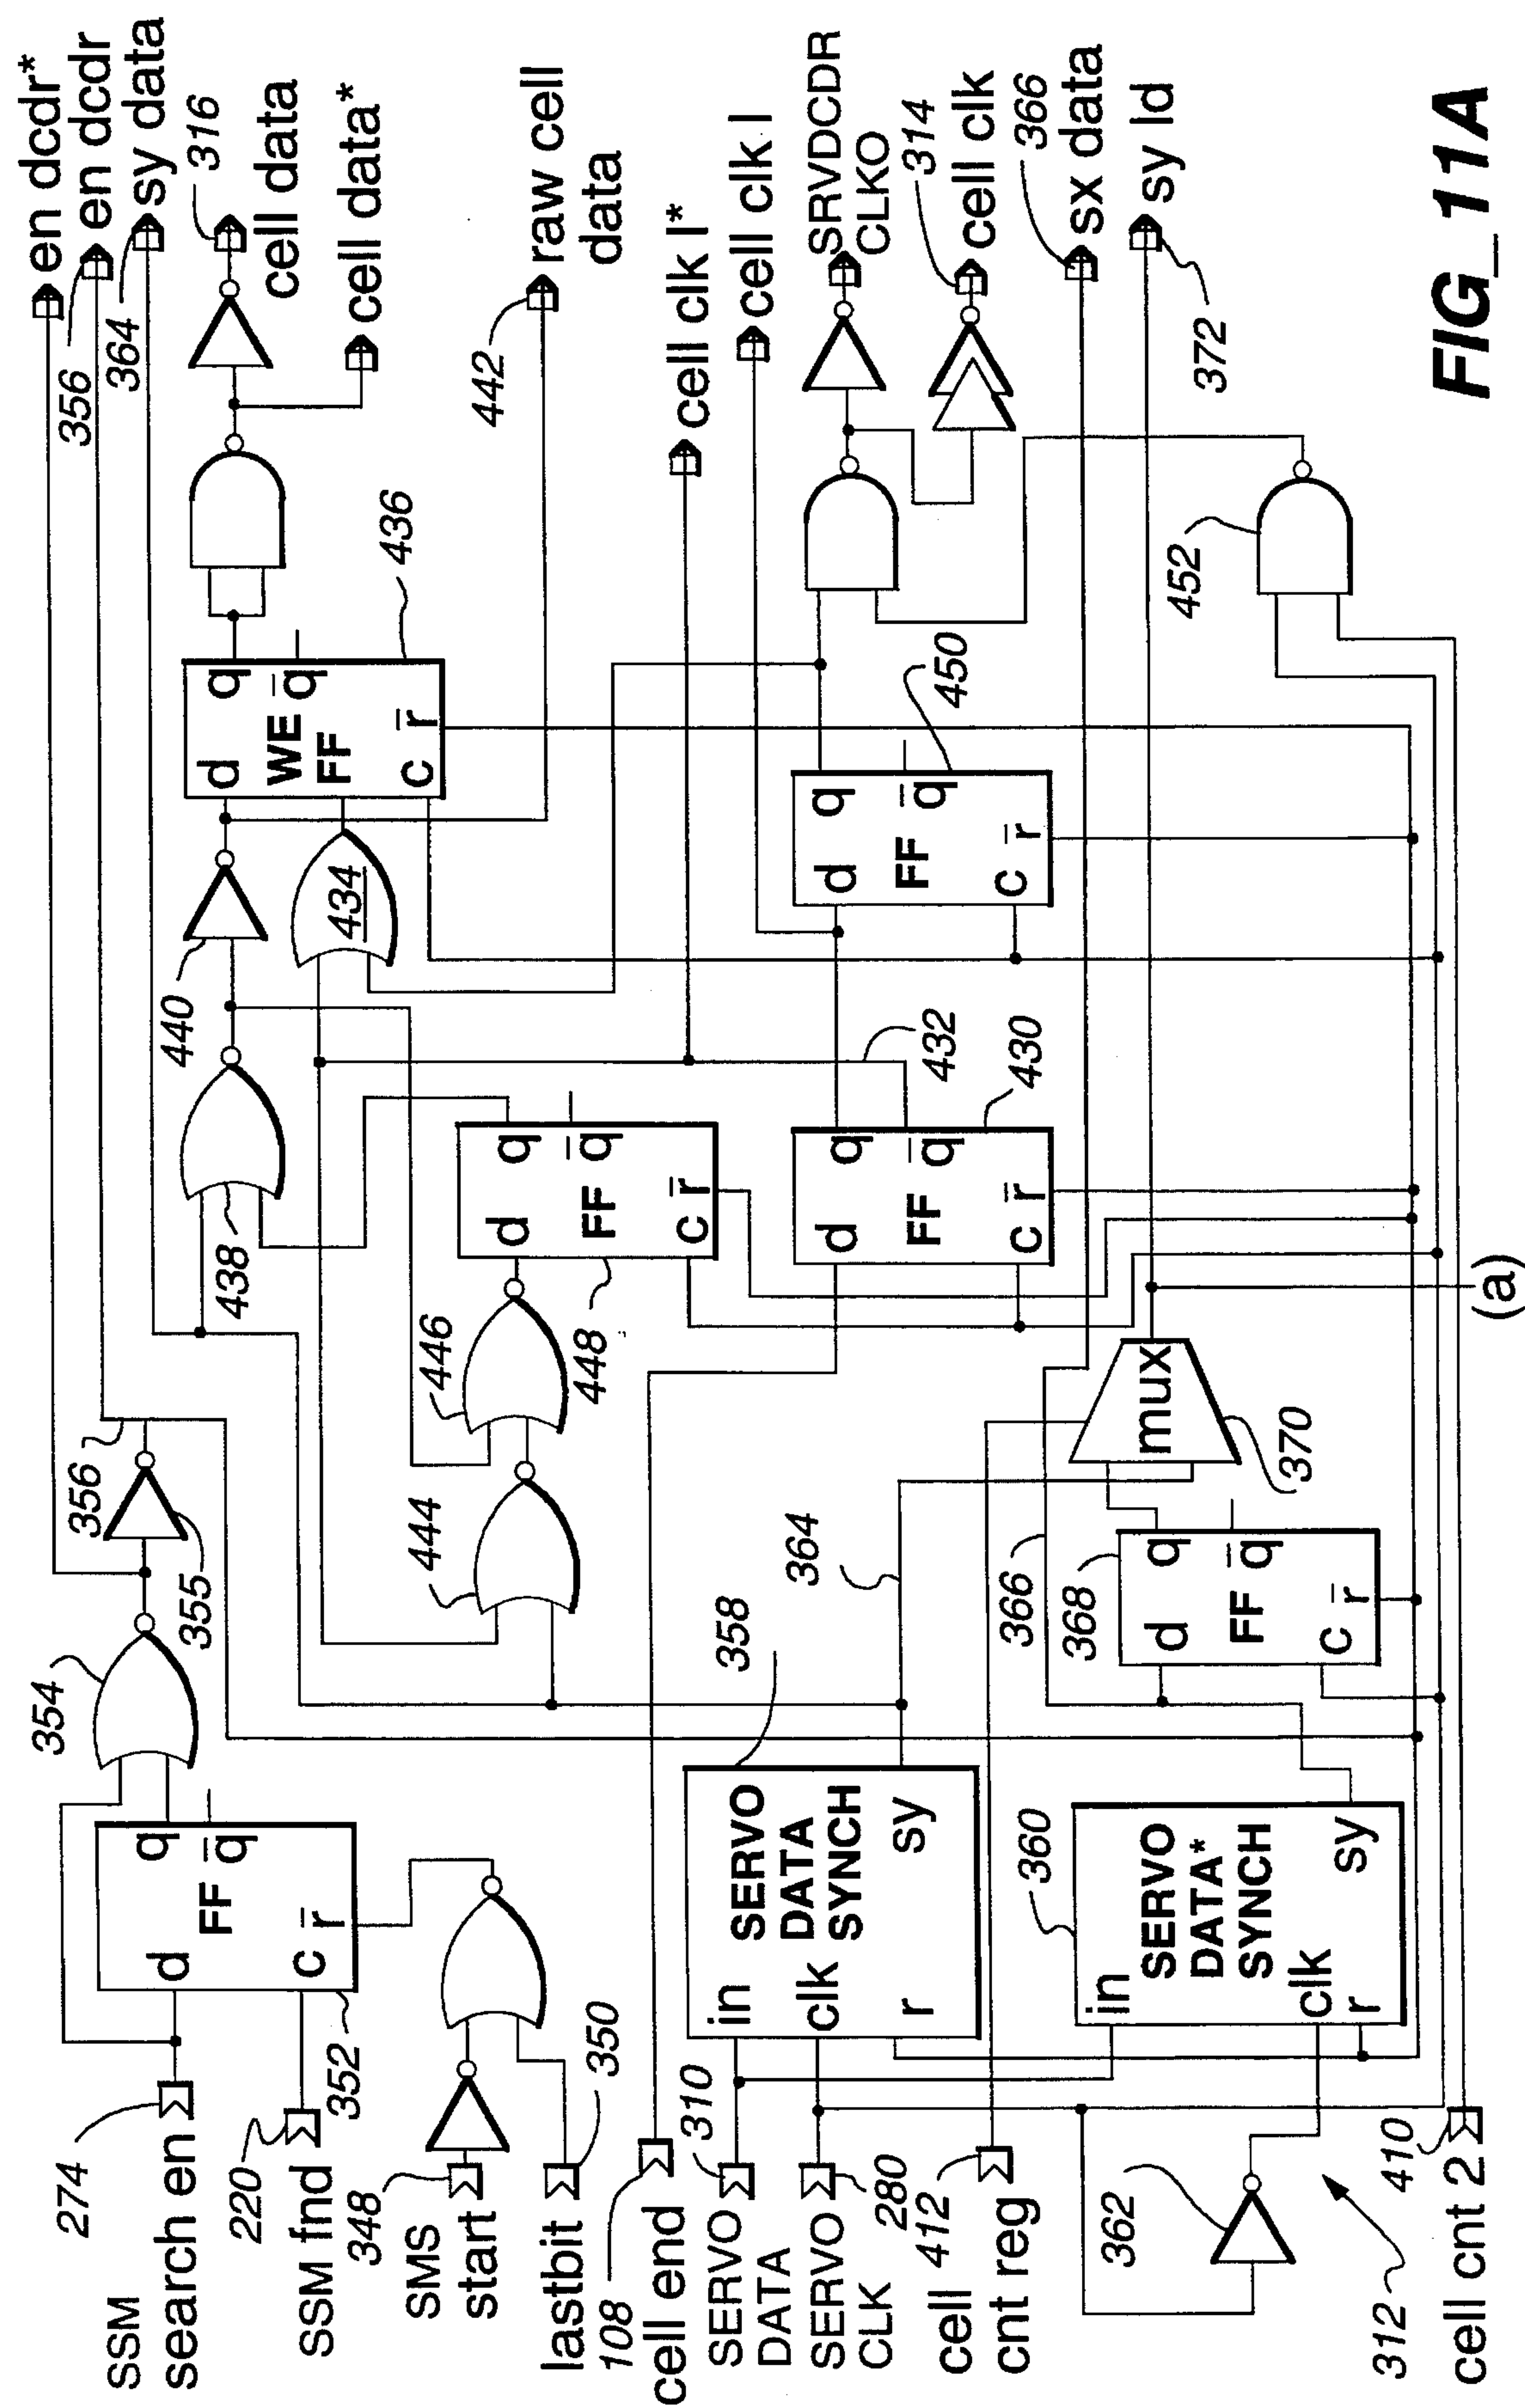 SSM
search en
274
SSM fnd
220
352
SMS
start
348
lastbit
350
cell end
108
SERVO
DATA
310
SERVO
CLK
280
cell
cnt reg
412
362
312
cell cnt 2
410
d
q
FF
q
c
r
354
355
356
444
446
448
438
440
SERVO
DATA
SYNCH
in
clk
r
sy
358
SERVO
DATA*
SYNCH
in
clk
r
sy
360
364
366
368
d
q
FF
q
c
r
mux
370
(a)
d
q
FF
q
c
r
d
q
FF
q
c
r
430
432
434
d
q
WE
FF
q
c
r
436
d
q
FF
q
c
r
450
452
en dcdr*
356
en dcdr
364
sy data
316
cell data
cell data*
442
raw cell
data
cell clk I*
cell clk I
SRVDCDR
CLKO
314
cell clk
366
sx data
372
sy ld
FIG_11A